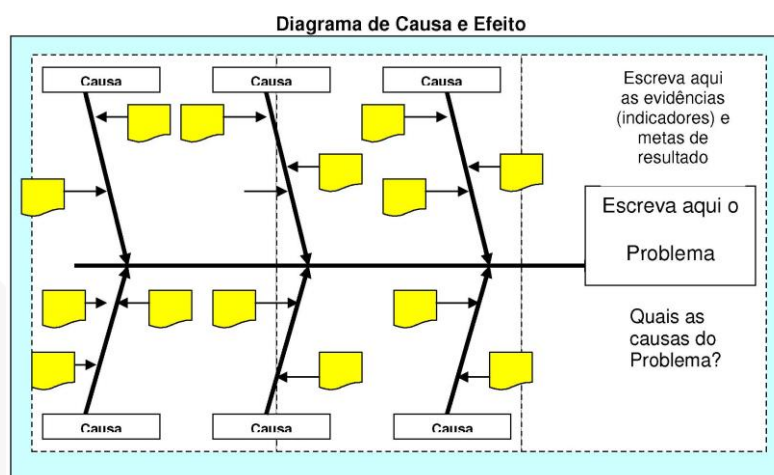 Diagrama de Causa e Efeito
Causa
Causa
Causa
Escreva aqui
as evidências
(indicadores) e
metas de
resultado
Escreva aqui o
Problema
Quais as
causas do
Problema?
Causa
Causa
Causa